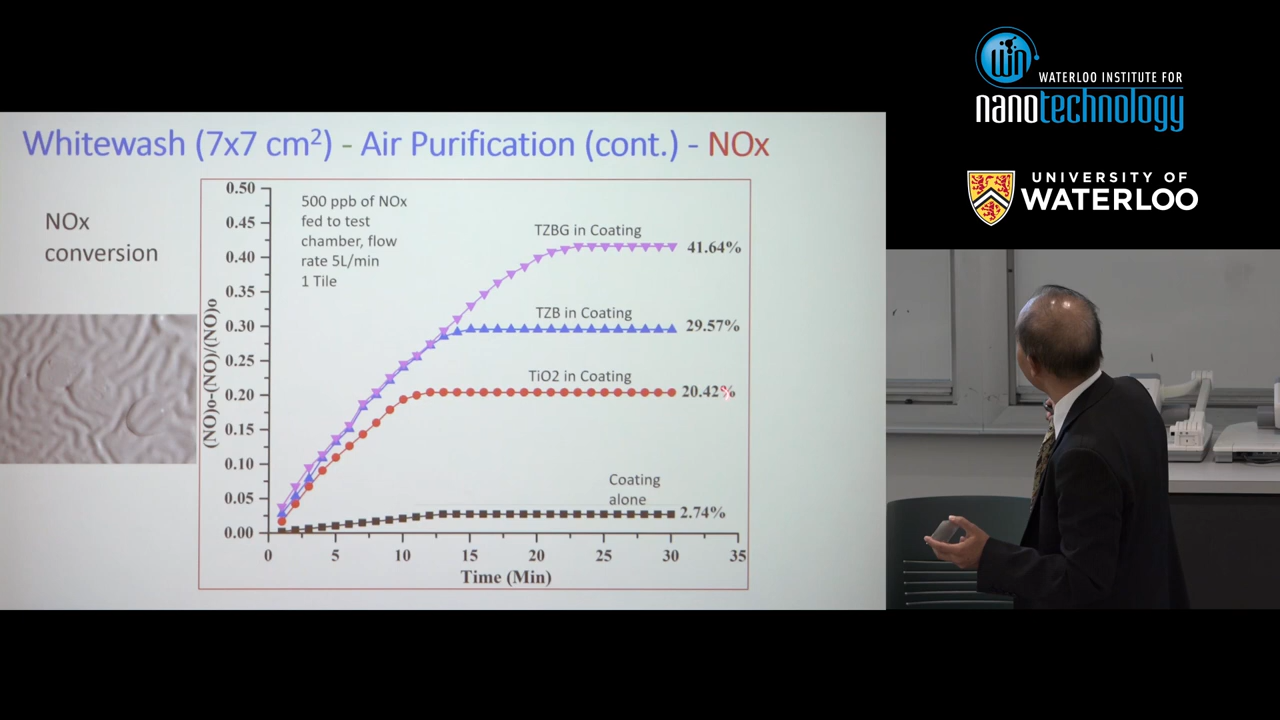 Whitewash (7x7 cm²) - Air Purification (cont.) - NOx
NOx
conversion
500 ppb of NOx
fed to test
chamber, flow
rate 5L/min
1 Tile
TZBG in Coating
41.64%
TZB in Coating
29.57%
TiO2 in Coating
20.42%
Coating
alone
2.74%
(NO)o-(NO)/(NO)o
0.50
0.45
0.40
0.35
0.30
0.25
0.20
0.15
0.10
0.05
0.00
0 5 10 15 20 25 30 35
Time (Min)
win
WATERLOO INSTITUTE FOR
nanotechnology
UNIVERSITY OF
WATERLOO